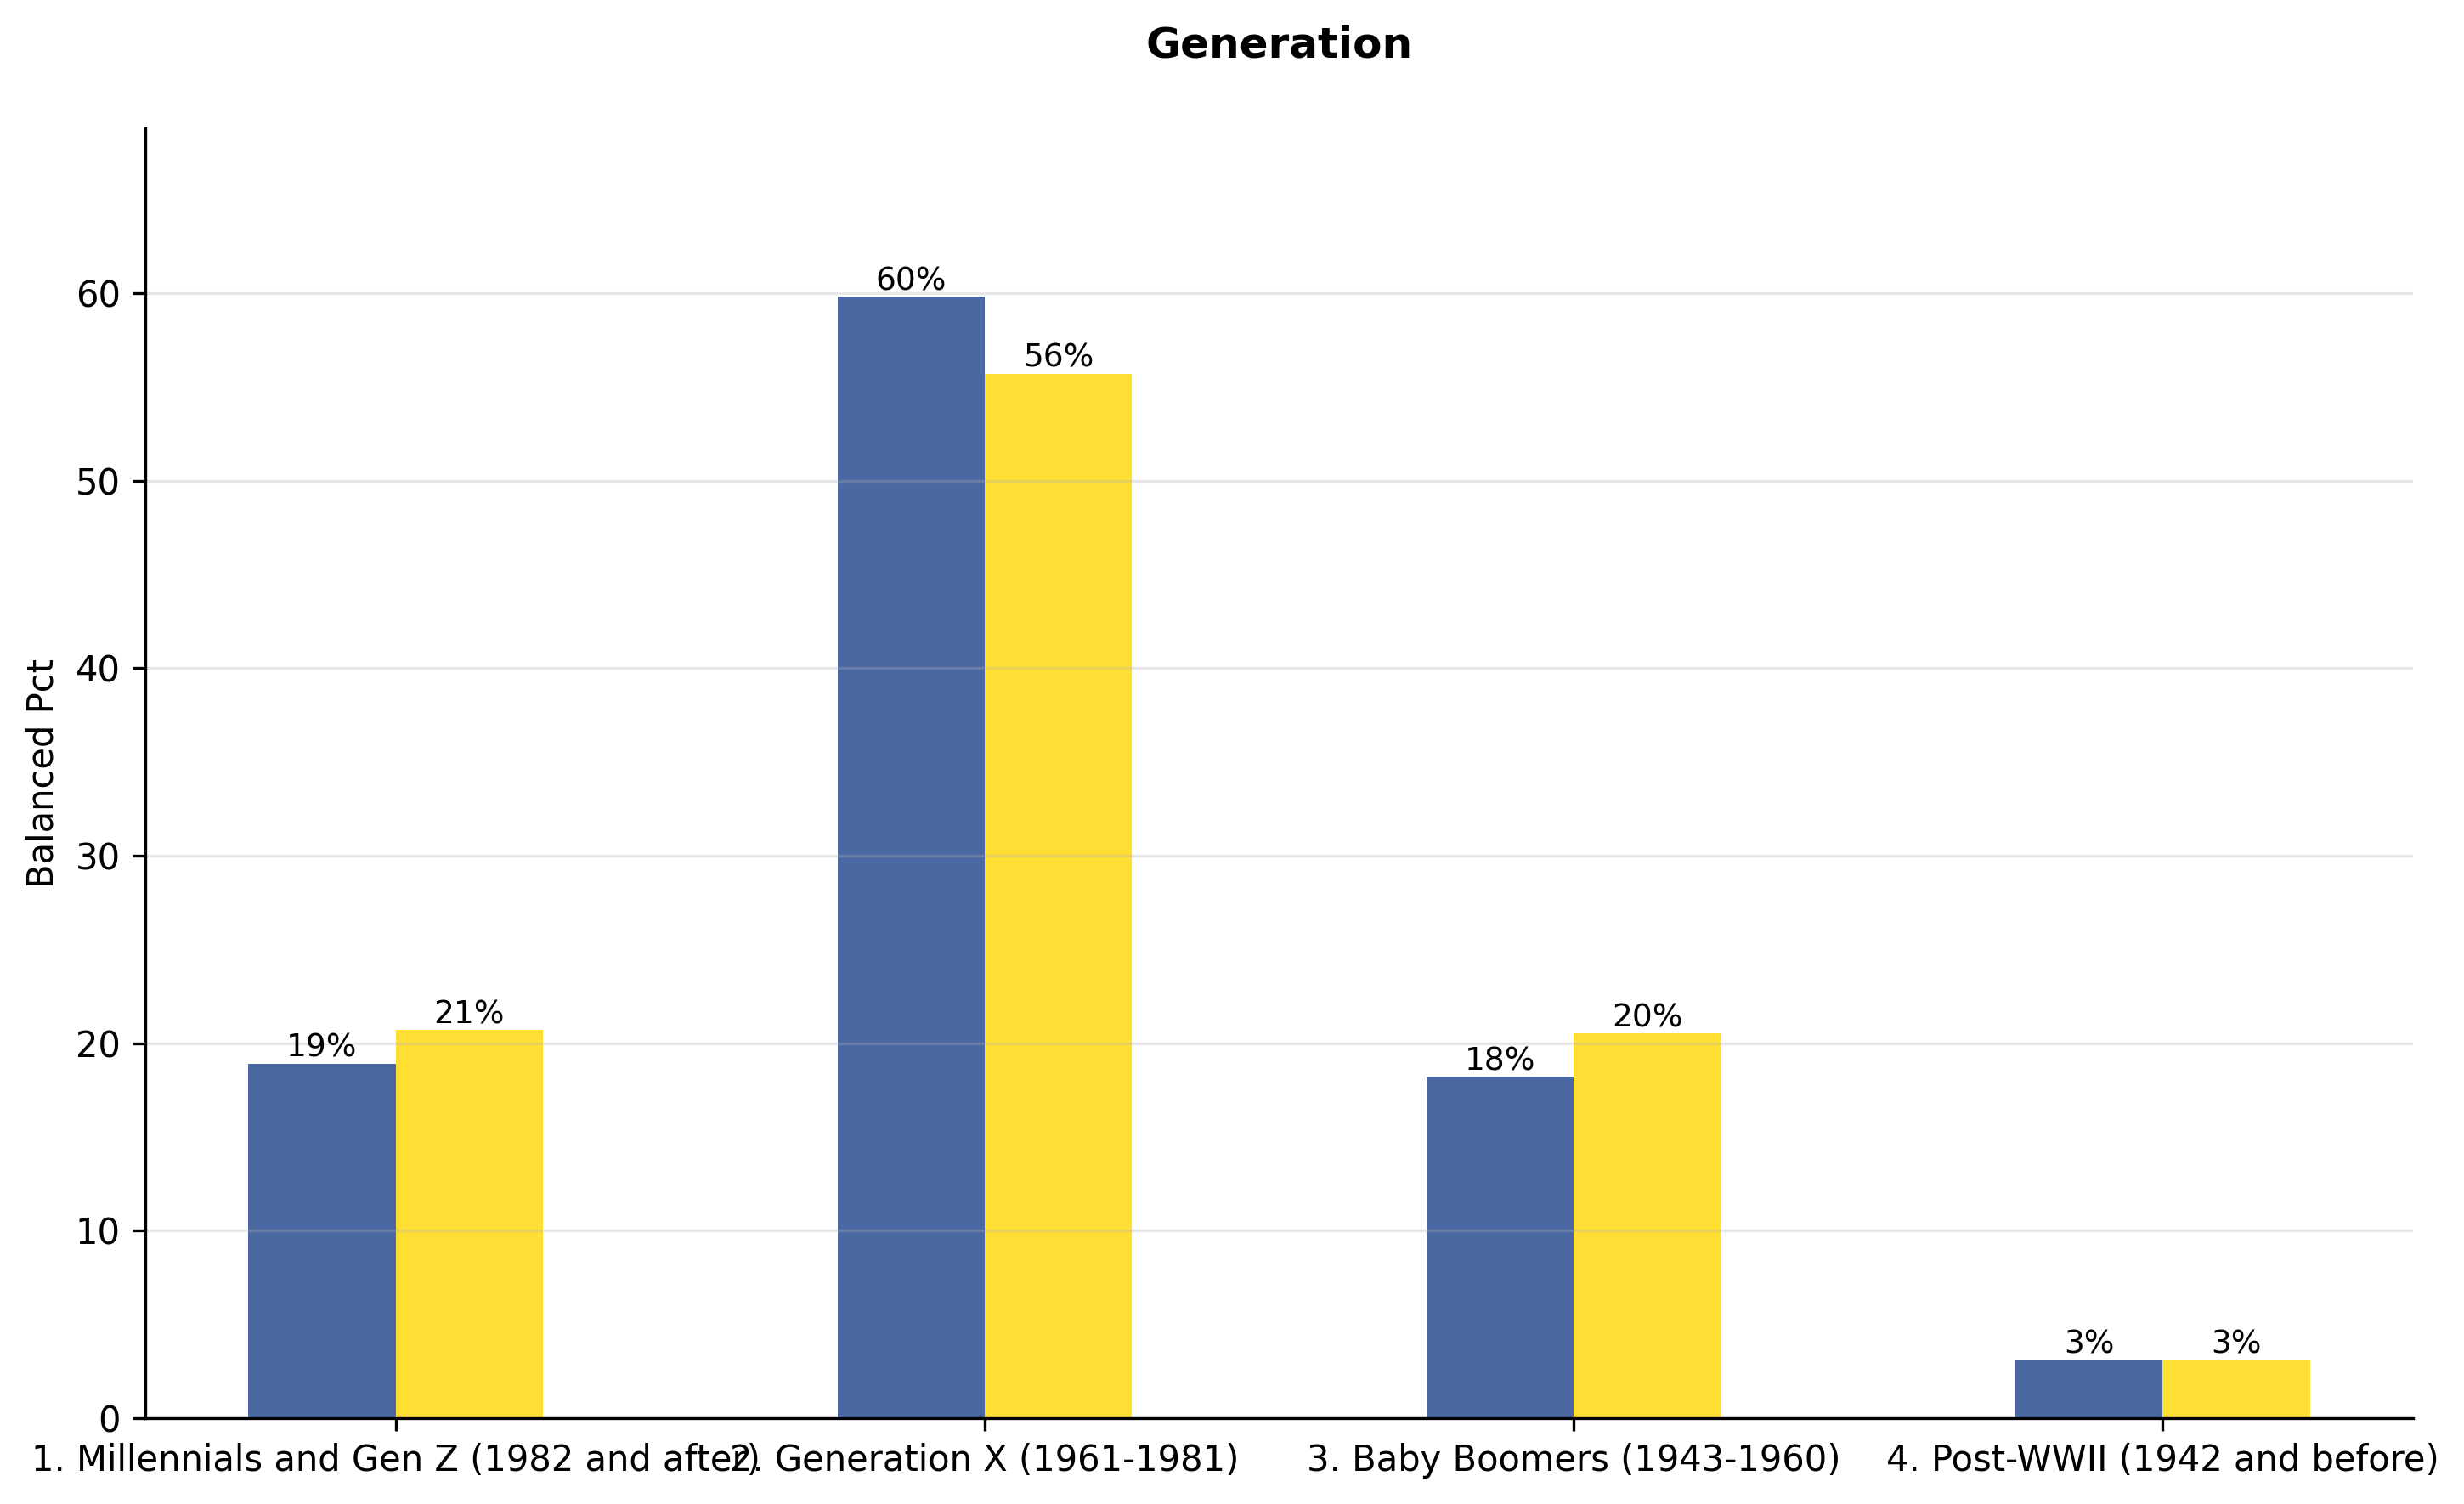 Generation
Balanced Pct
60
50
40
30
20
10
0
19%
21%
60%
56%
18%
20%
3%
3%
1. Millennials and Gen Z (1982 and after)
2. Generation X (1961-1981)
3. Baby Boomers (1943-1960)
4. Post-WWII (1942 and before)